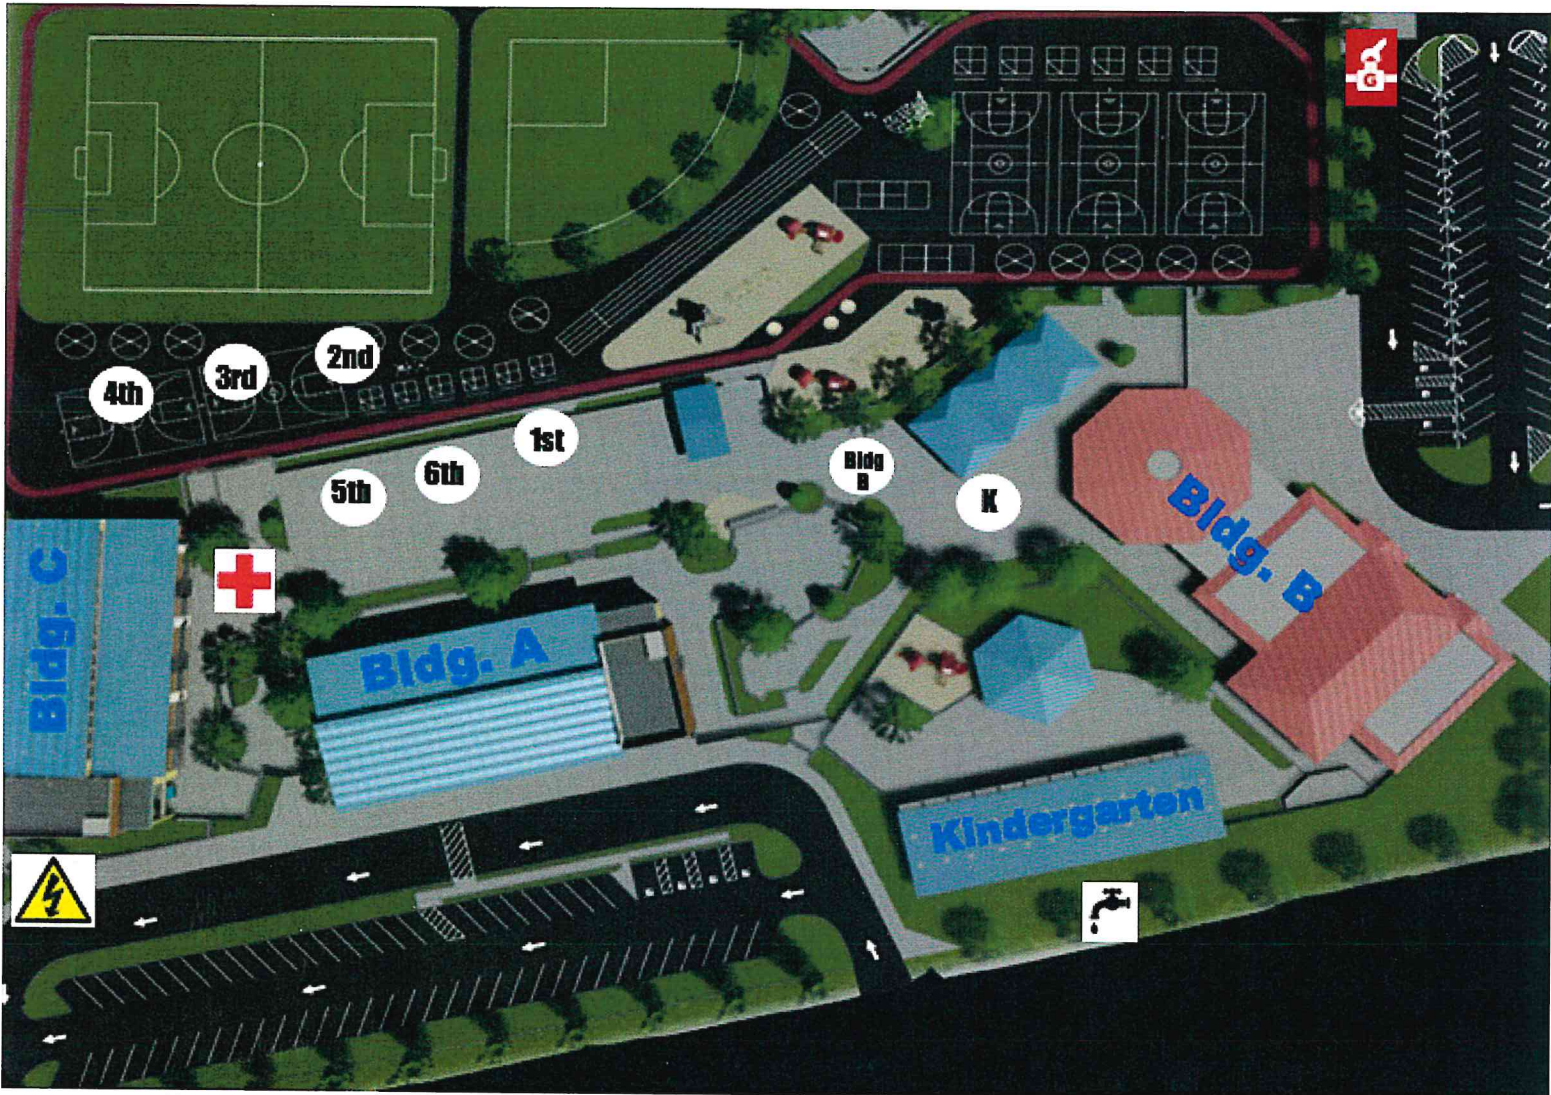 G
2nd
3rd
4th
1st
Bldg
B
6th
5th
K
Bldg. B
Bldg. C
Bldg. A
Kindergarten